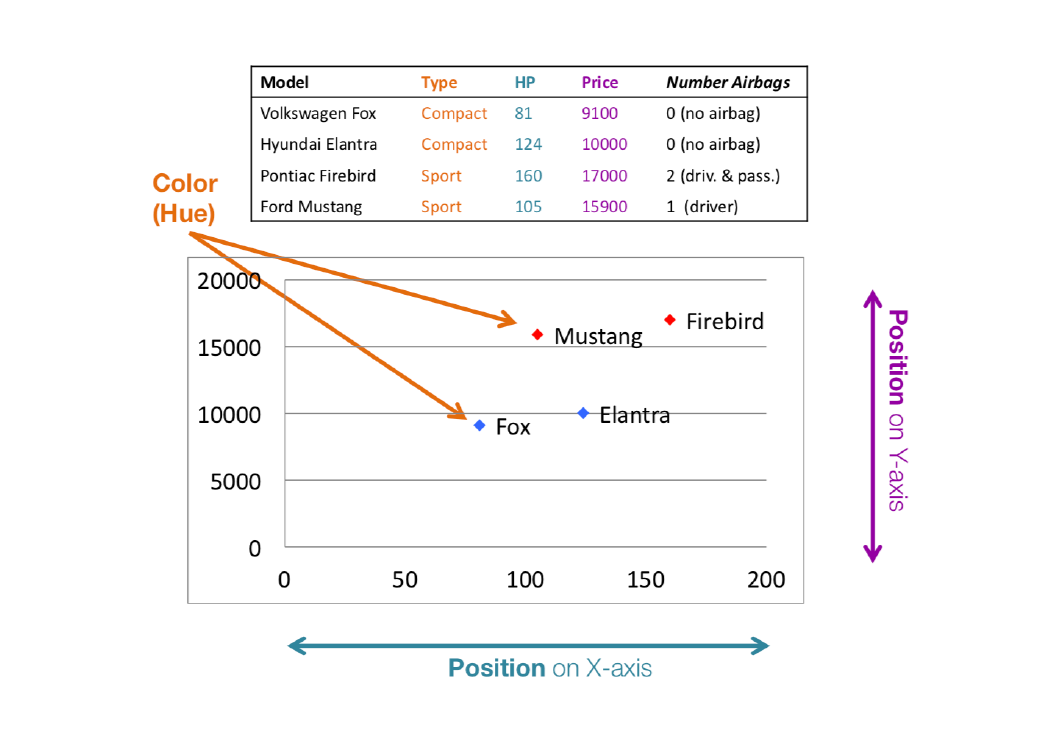 Model Type HP Price Number Airbags
Volkswagen Fox Compact 81 9100 0 (no airbag)
Hyundai Elantra Compact 124 10000 0 (no airbag)
Pontiac Firebird Sport 160 17000 2 (driv. & pass.)
Ford Mustang Sport 105 15900 1 (driver)
Color
(Hue)
20000
15000
10000
5000
0
Mustang
Firebird
Fox
Elantra
0 50 100 150 200
Position on X-axis
Position on Y-axis